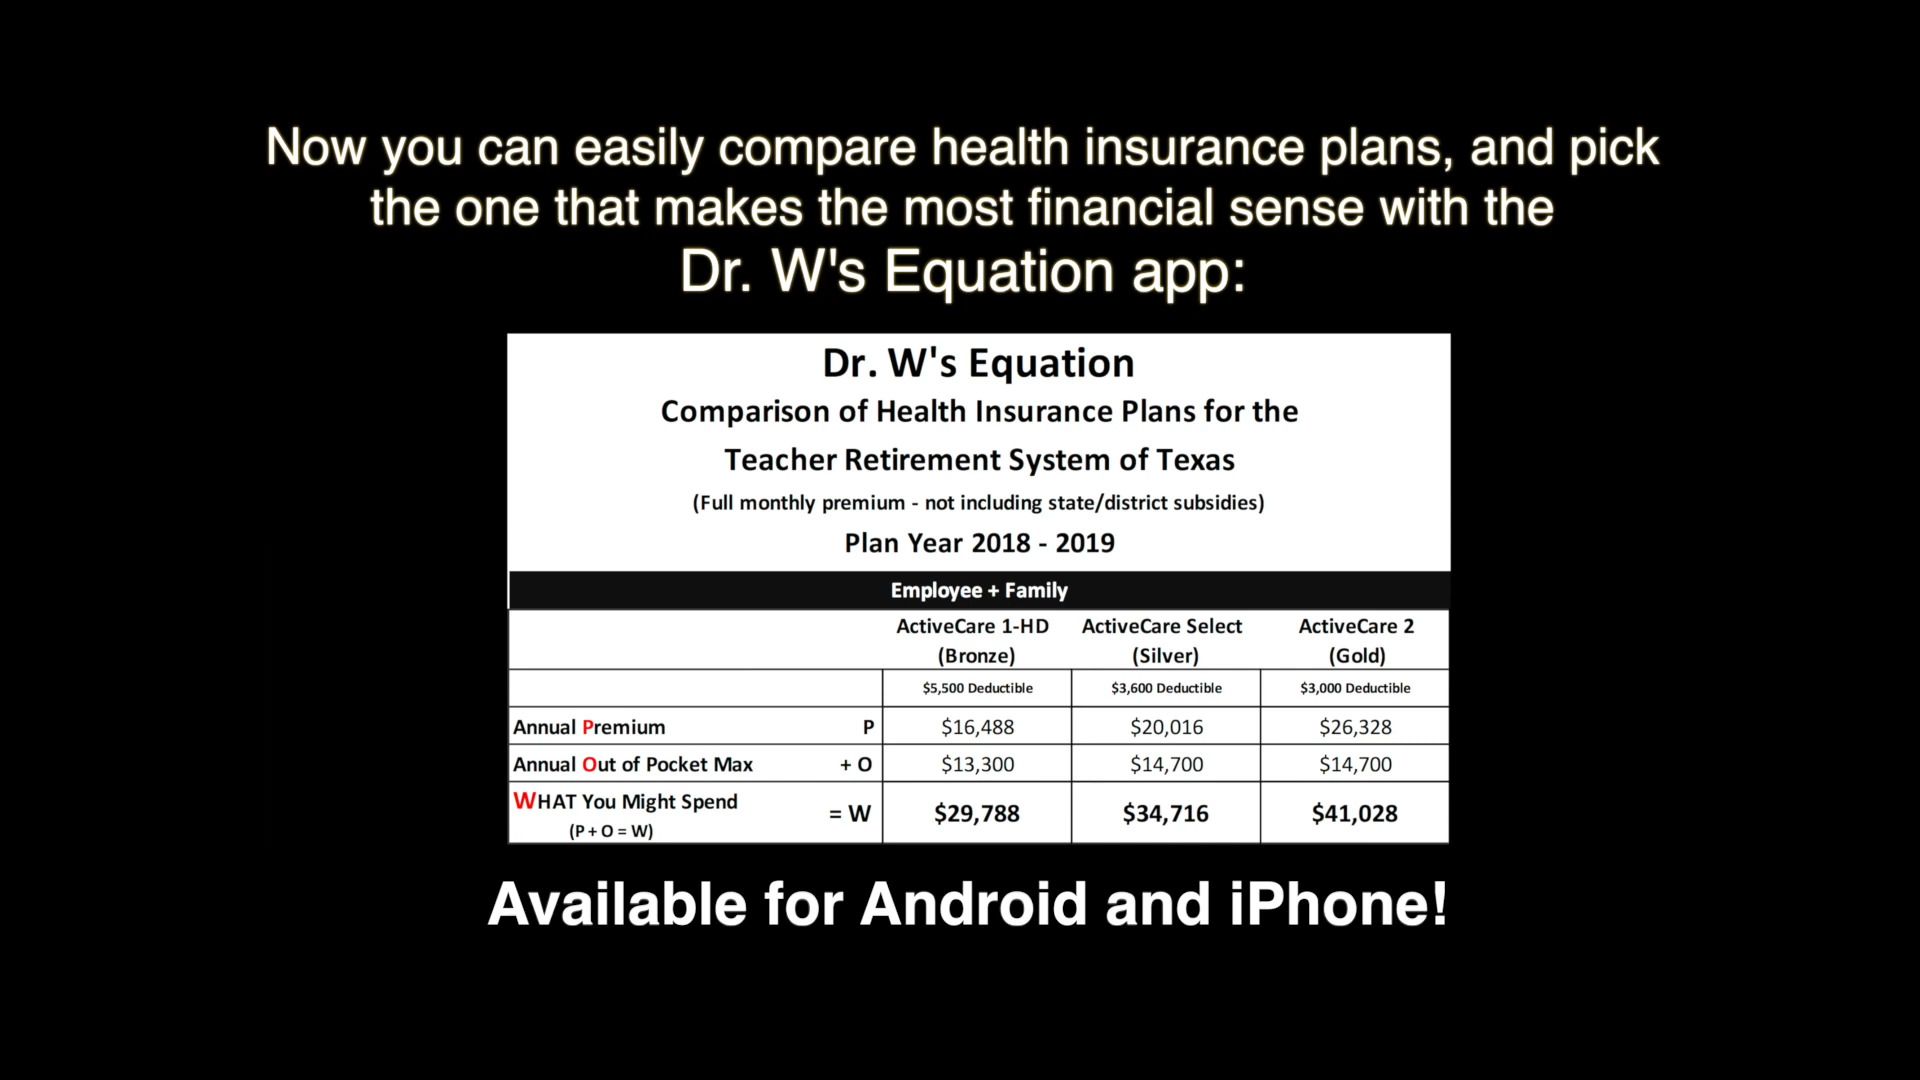 Now you can easily compare health insurance plans, and pick
the one that makes the most financial sense with the
Dr. W's Equation app:
Dr. W's Equation
Comparison of Health Insurance Plans for the
Teacher Retirement System of Texas
(Full monthly premium - not including state/district subsidies)
Plan Year 2018 - 2019
Employee + Family
ActiveCare 1-HD ActiveCare Select ActiveCare 2
(Bronze) (Silver) (Gold)
$5,500 Deductible $3,600 Deductible $3,000 Deductible
Annual Premium P $16,488 $20,016 $26,328
Annual Out of Pocket Max + O $13,300 $14,700 $14,700
WHAT You Might Spend = W $29,788 $34,716 $41,028
(P + O = W)
Available for Android and iPhone!